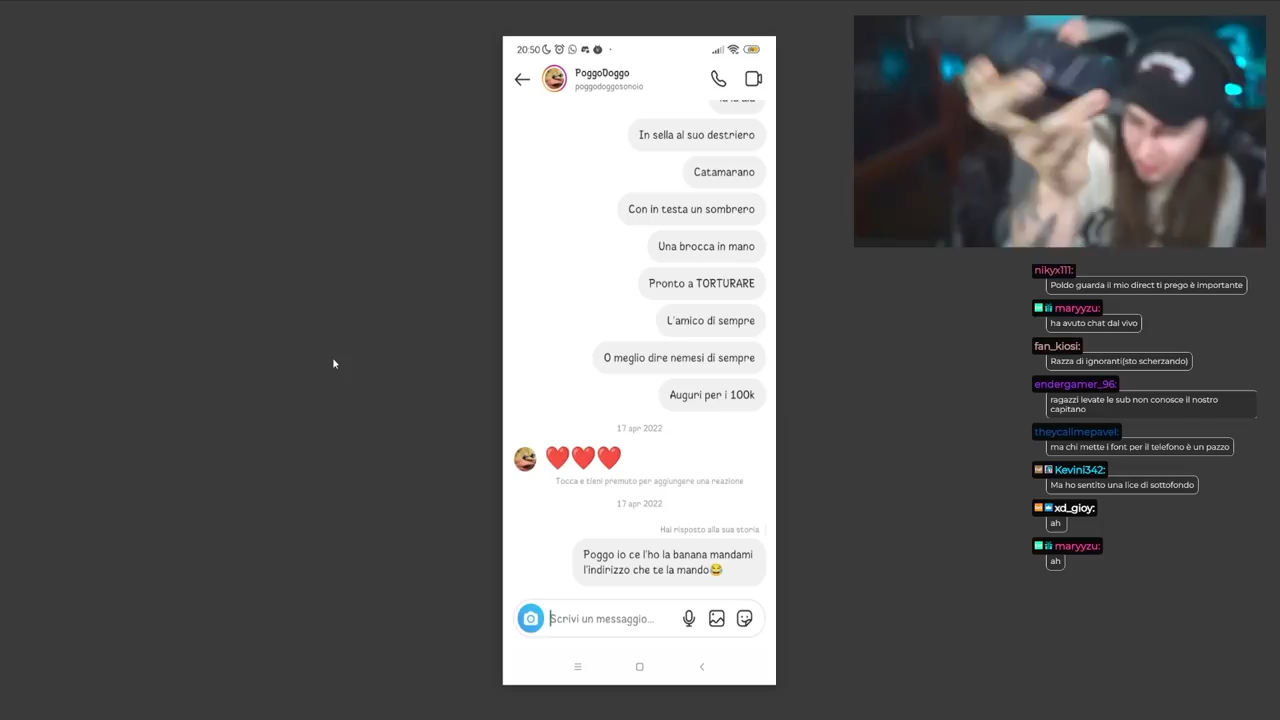 20:50
PoggoDoggo
poggodoggosonoio
In sella al suo destriero
Catamarano
Con in testa un sombrero
Una brocca in mano
Pronto a TORTURARE
L'amico di sempre
O meglio dire nemesi di sempre
Auguri per i 100k
17 apr 2022
❤️❤️❤️
Tocca e tieni premuto per aggiungere una reazione
17 apr 2022
Hai risposto alla sua storia
Poggo io ce l'ho la banana mandami
l'indirizzo che te la mando😂
Scrivi un messaggio...
nikyx111:
Poldo guarda il mio direct ti prego è importante
maryyzu:
ha avuto chat dal vivo
fan_kiosi:
Razza di ignoranti(sto scherzando)
endergamer_96:
ragazzi levate le sub non conosce il nostro
capitano
theycalimepavel:
ma chi mette i font per il telefono è un pazzo
Kevini342:
Ma ho sentito una lice di sottofondo
xd_gioy:
ah
maryyzu:
ah